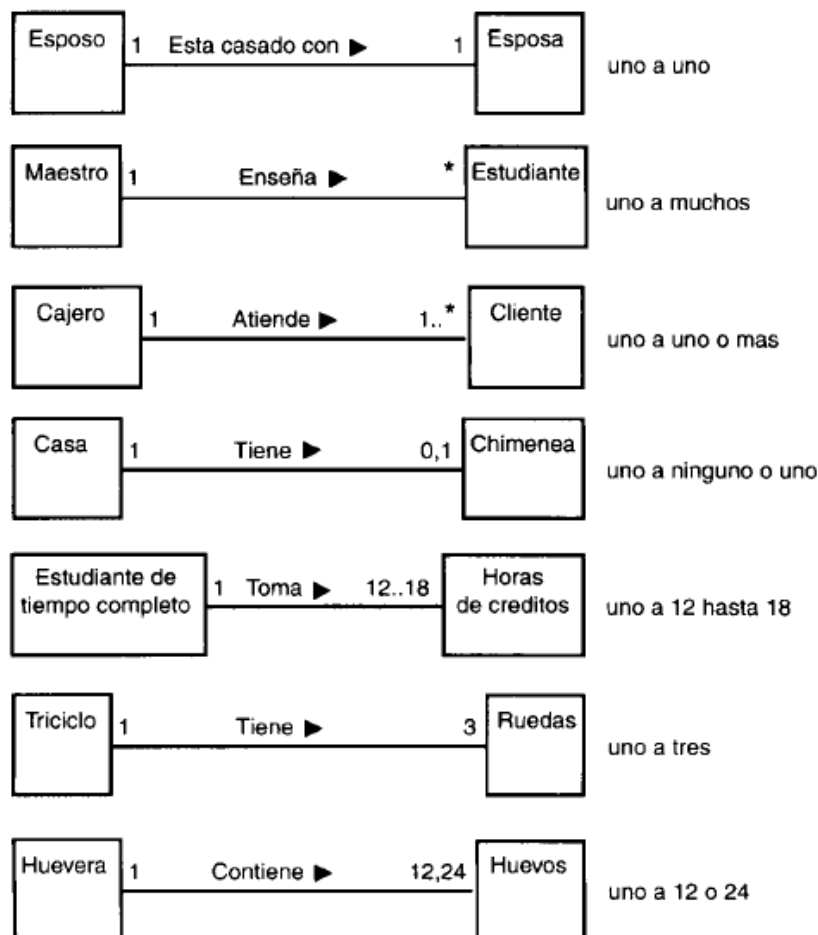 Esposo 1 Esta casado con ▶ 1 Esposa
uno a uno
Maestro 1 Enseña ▶ * Estudiante
uno a muchos
Cajero 1 Atiende ▶ 1..* Cliente
uno a uno o mas
Casa 1 Tiene ▶ 0,1 Chimenea
uno a ninguno o uno
Estudiante de
tiempo completo
1 Toma ▶ 12..18
Horas
de creditos
uno a 12 hasta 18
Triciclo 1 Tiene ▶ 3 Ruedas
uno a tres
Huevera 1 Contiene ▶ 12,24 Huevos
uno a 12 o 24